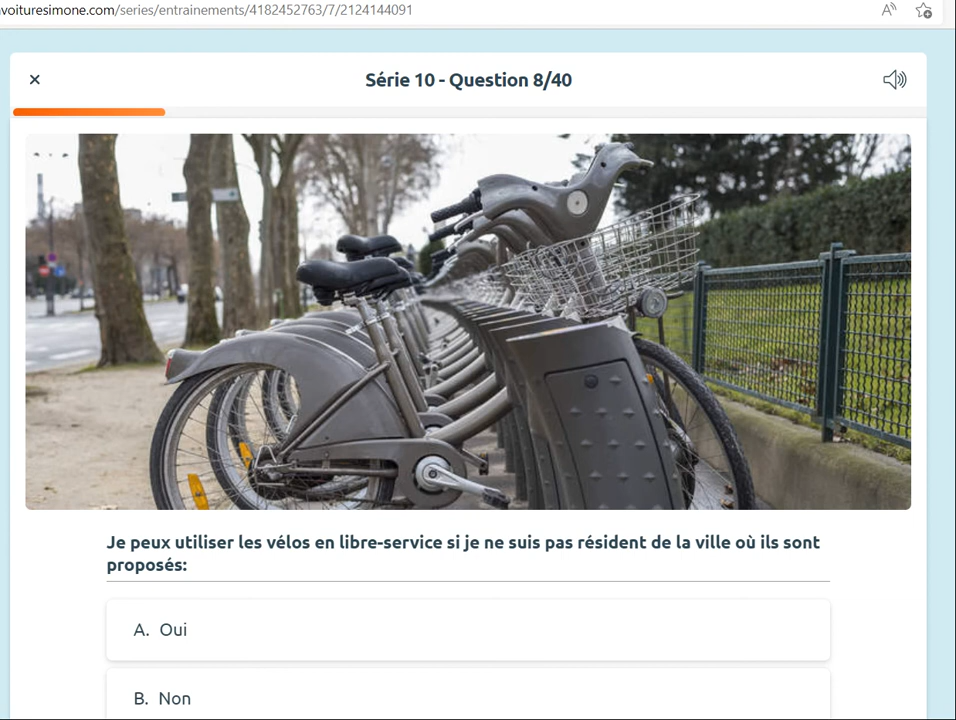 voituresimone.com/series/entrainements/4182452763/7/2124144091
Série 10 - Question 8/40
Je peux utiliser les vélos en libre-service si je ne suis pas résident de la ville où ils sont
proposés:
A. Oui
B. Non